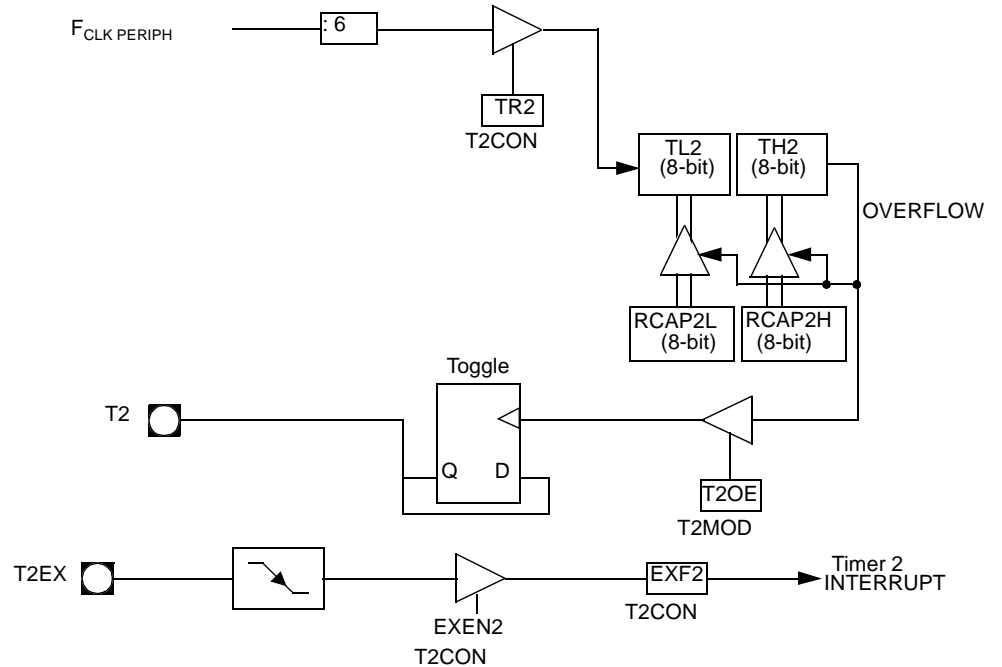 F CLK PERIPH
: 6
TR2
T2CON
TL2
(8-bit)
TH2
(8-bit)
OVERFLOW
RCAP2L
(8-bit)
RCAP2H
(8-bit)
Toggle
T2
Q D
T2OE
T2MOD
T2EX
EXEN2
T2CON
EXF2
T2CON
Timer 2
INTERRUPT